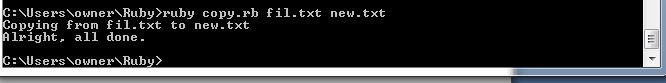 C:\Users\owner\Ruby>ruby copy.rb fil.txt new.txt
Copying from fil.txt to new.txt
Alright, all done.
C:\Users\owner\Ruby>